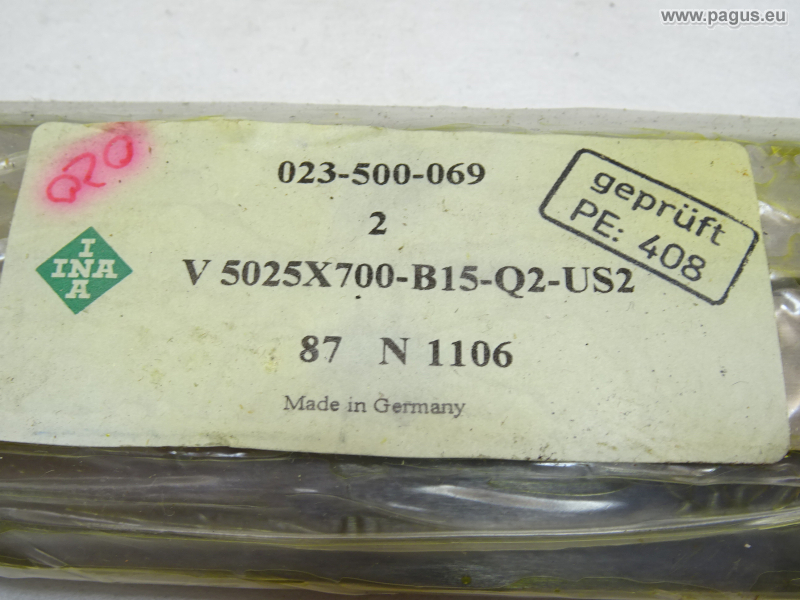 www.pagus.eu
020
023-500-069
geprüft
PE: 408
2
I
INA
A
V 5025X700-B15-Q2-US2
87 N 1106
Made in Germany